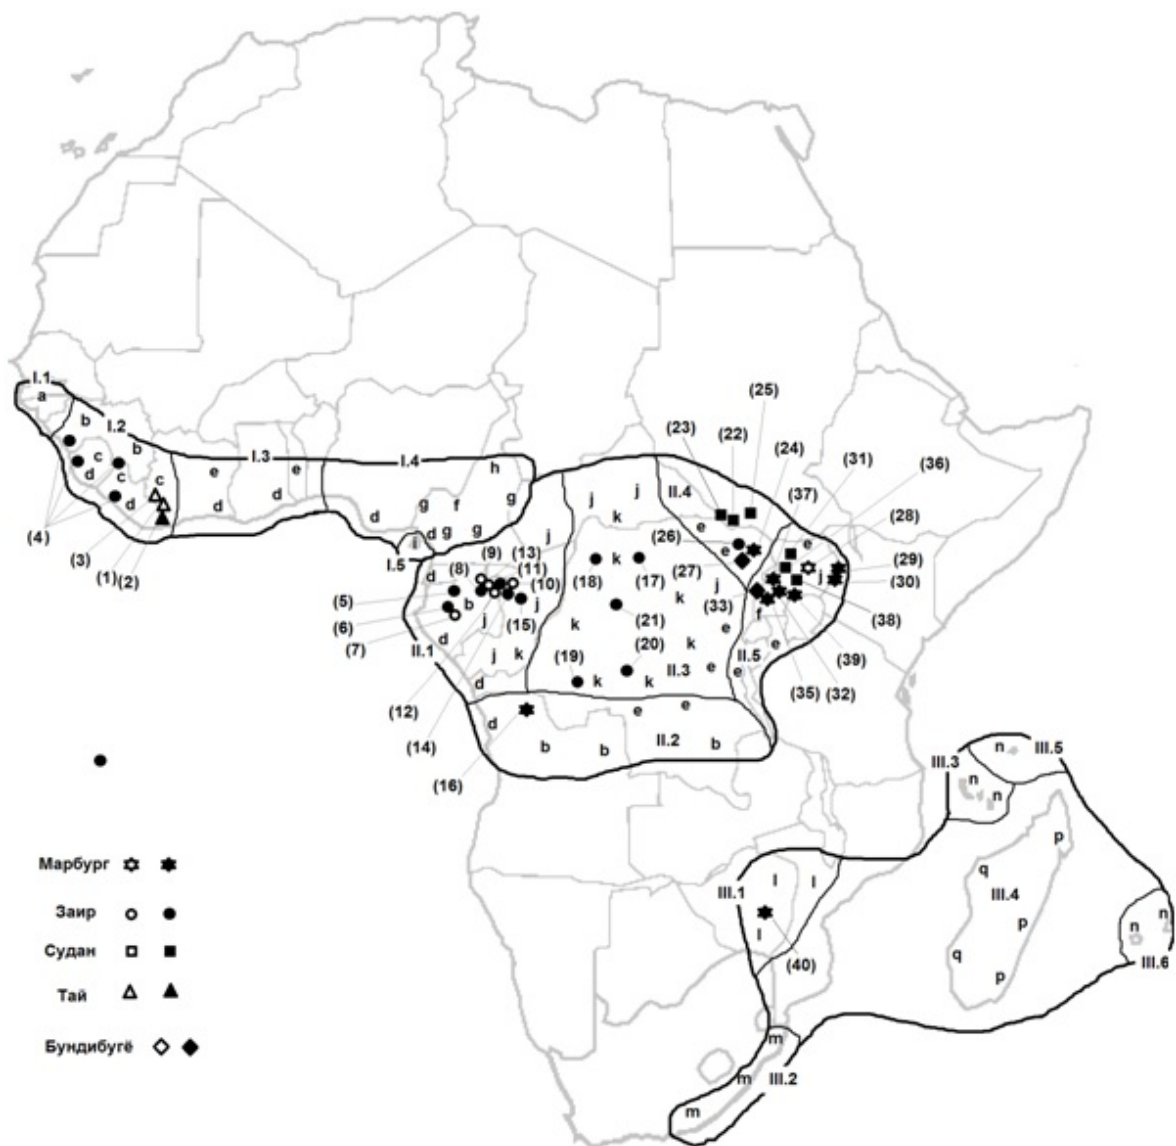 (25)
(23) (22) (24)
(31)
(36)
I.1
a
b
I.2
b
c
c
d
c
d
(4)
(3)
(1) (2)
e
I.3
e
d
d
I.4
h
g f g
d
d g g
i
I.5
j j
k
j
II.4
e
(37)
(28)
(26)
e
e
(27)
(29)
(30)
j
(9) (13)
(8) (11)
(10)
d
(5)
b
j
(6)
(7)
d
j
(15)
II.1
j k
d
k
(18) (17)
j
k
(21)
k
e
k
(20)
(19)
k k
II.3
e
(33)
f
II.5
e
e
(38)
(39)
(35) (32)
(12)
(14)
(16)
d
e e
b b II.2 b
III.3
n
III.5
n
n
p
q
III.4
p
q
p
n
n
III.6
III.1
l l
l
(40)
m
m
III.2
m
Марбург
Заир
Судан
Тай
Бундибугё